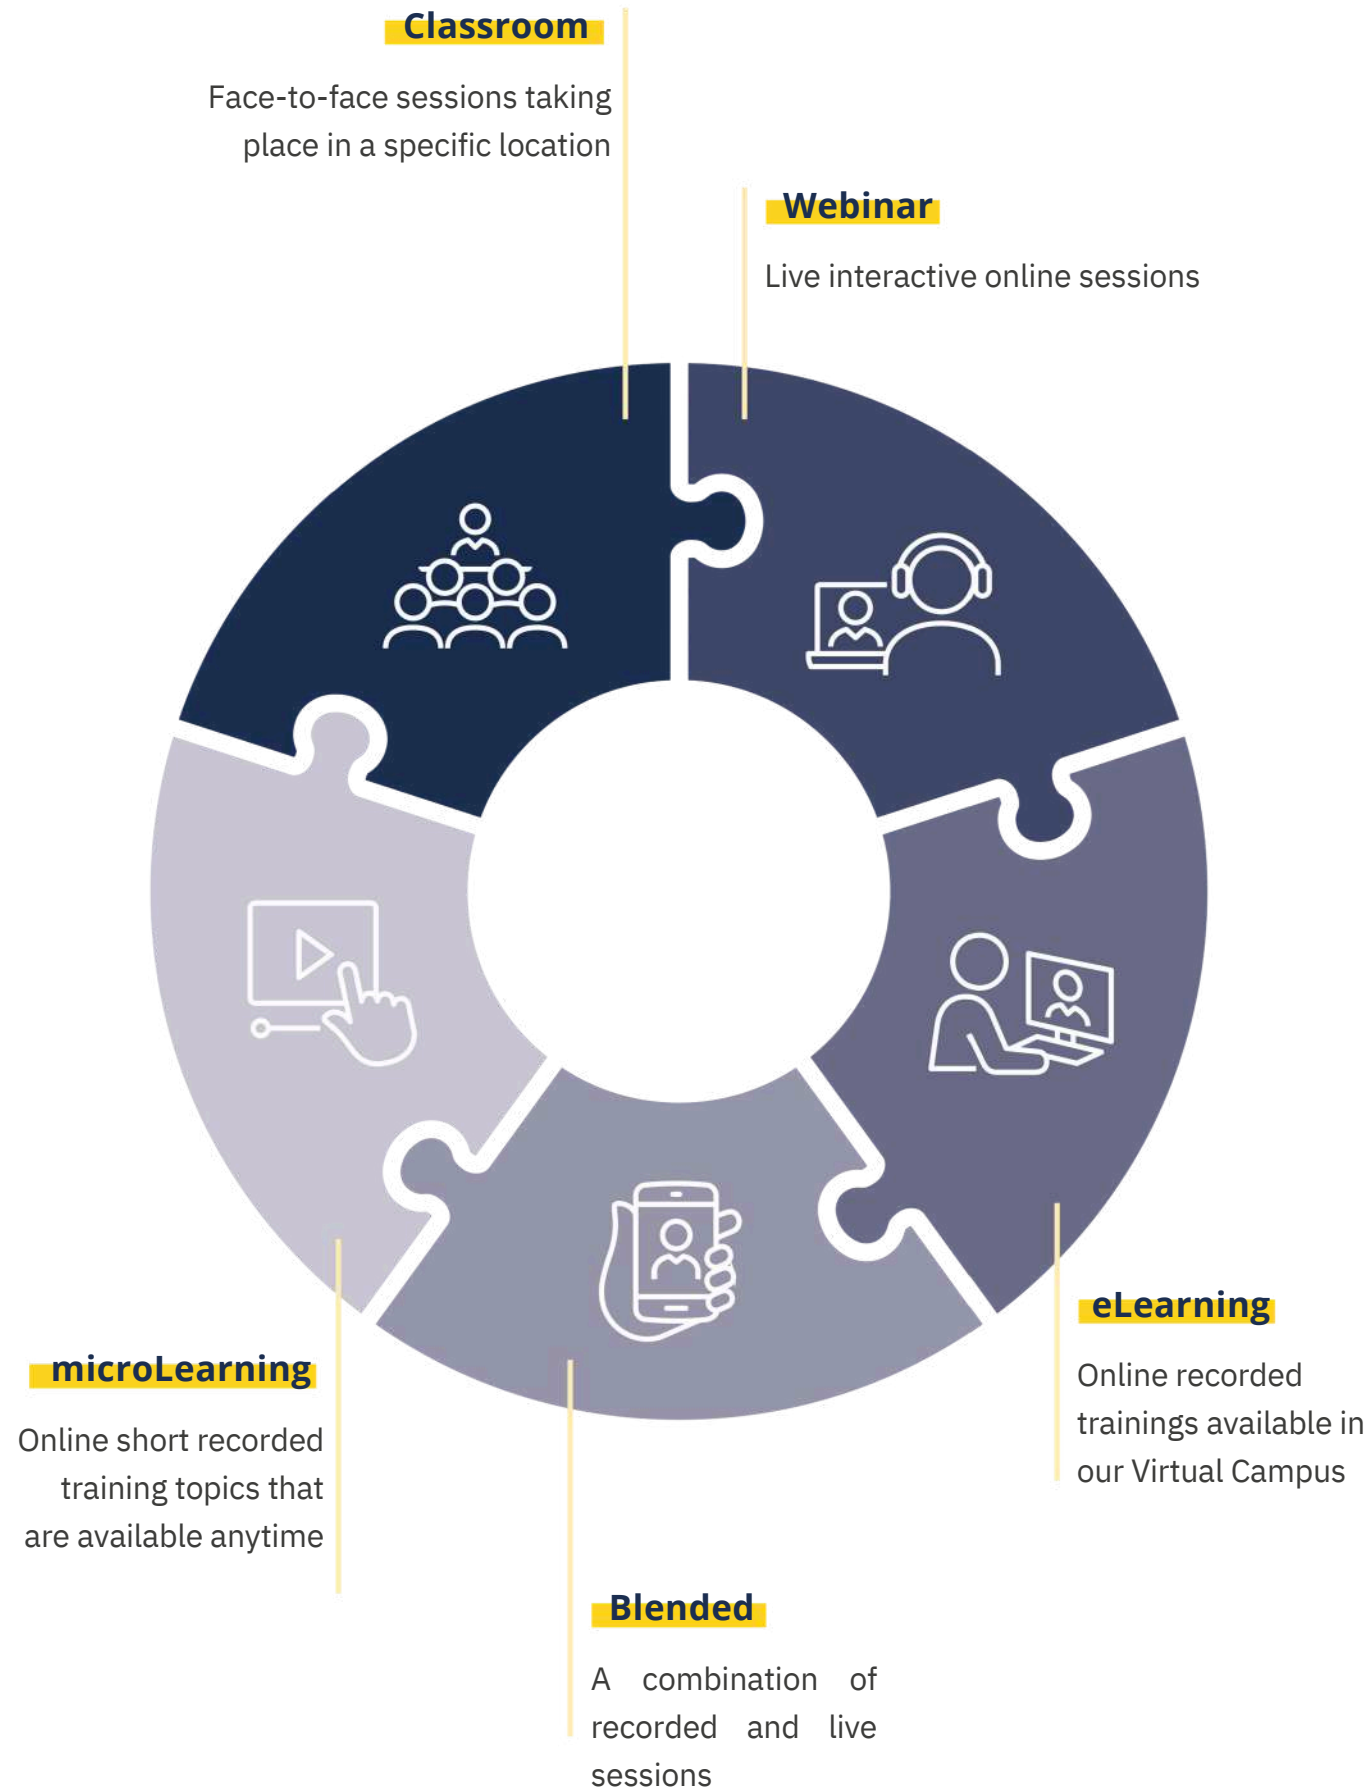 Classroom
Face-to-face sessions taking
place in a specific location
Webinar
Live interactive online sessions
eLearning
Online recorded
trainings available in
our Virtual Campus
microLearning
Online short recorded
training topics that
are available anytime
Blended
A combination of
recorded and live
sessions